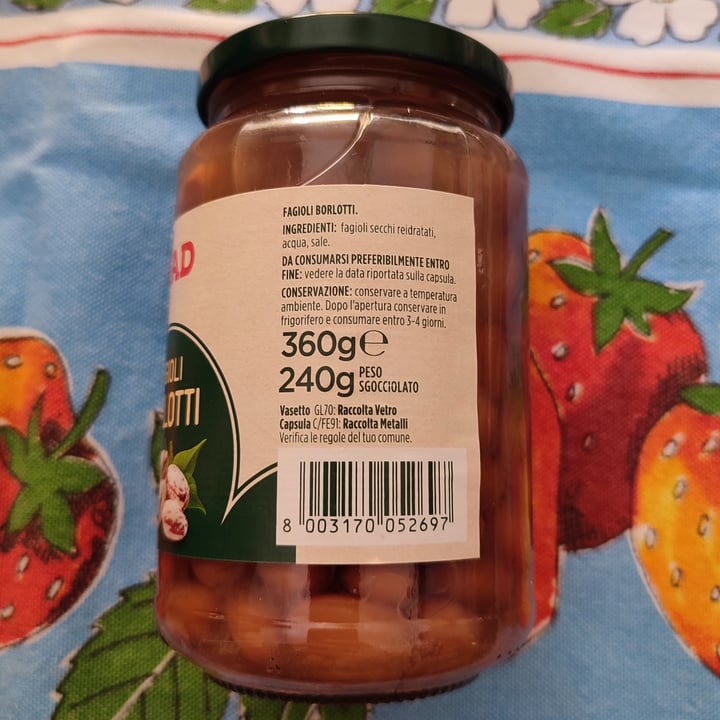 FAGIOLI BORLOTTI.
INGREDIENTI: fagioli secchi reidratati,
acqua, sale.
DA CONSUMARSI PREFERIBILMENTE ENTRO
FINE: vedere la data riportata sulla capsula.
CONSERVAZIONE: conservare a temperatura
ambiente. Dopo l'apertura conservare in
frigorifero e consumare entro 3-4 giorni.
360g ℮
240g PESO
SGOCCIOLATO
Vasetto GL70: Raccolta Vetro
Capsula C/FE91: Raccolta Metalli
Verifica le regole del tuo comune.
8 003170 052697